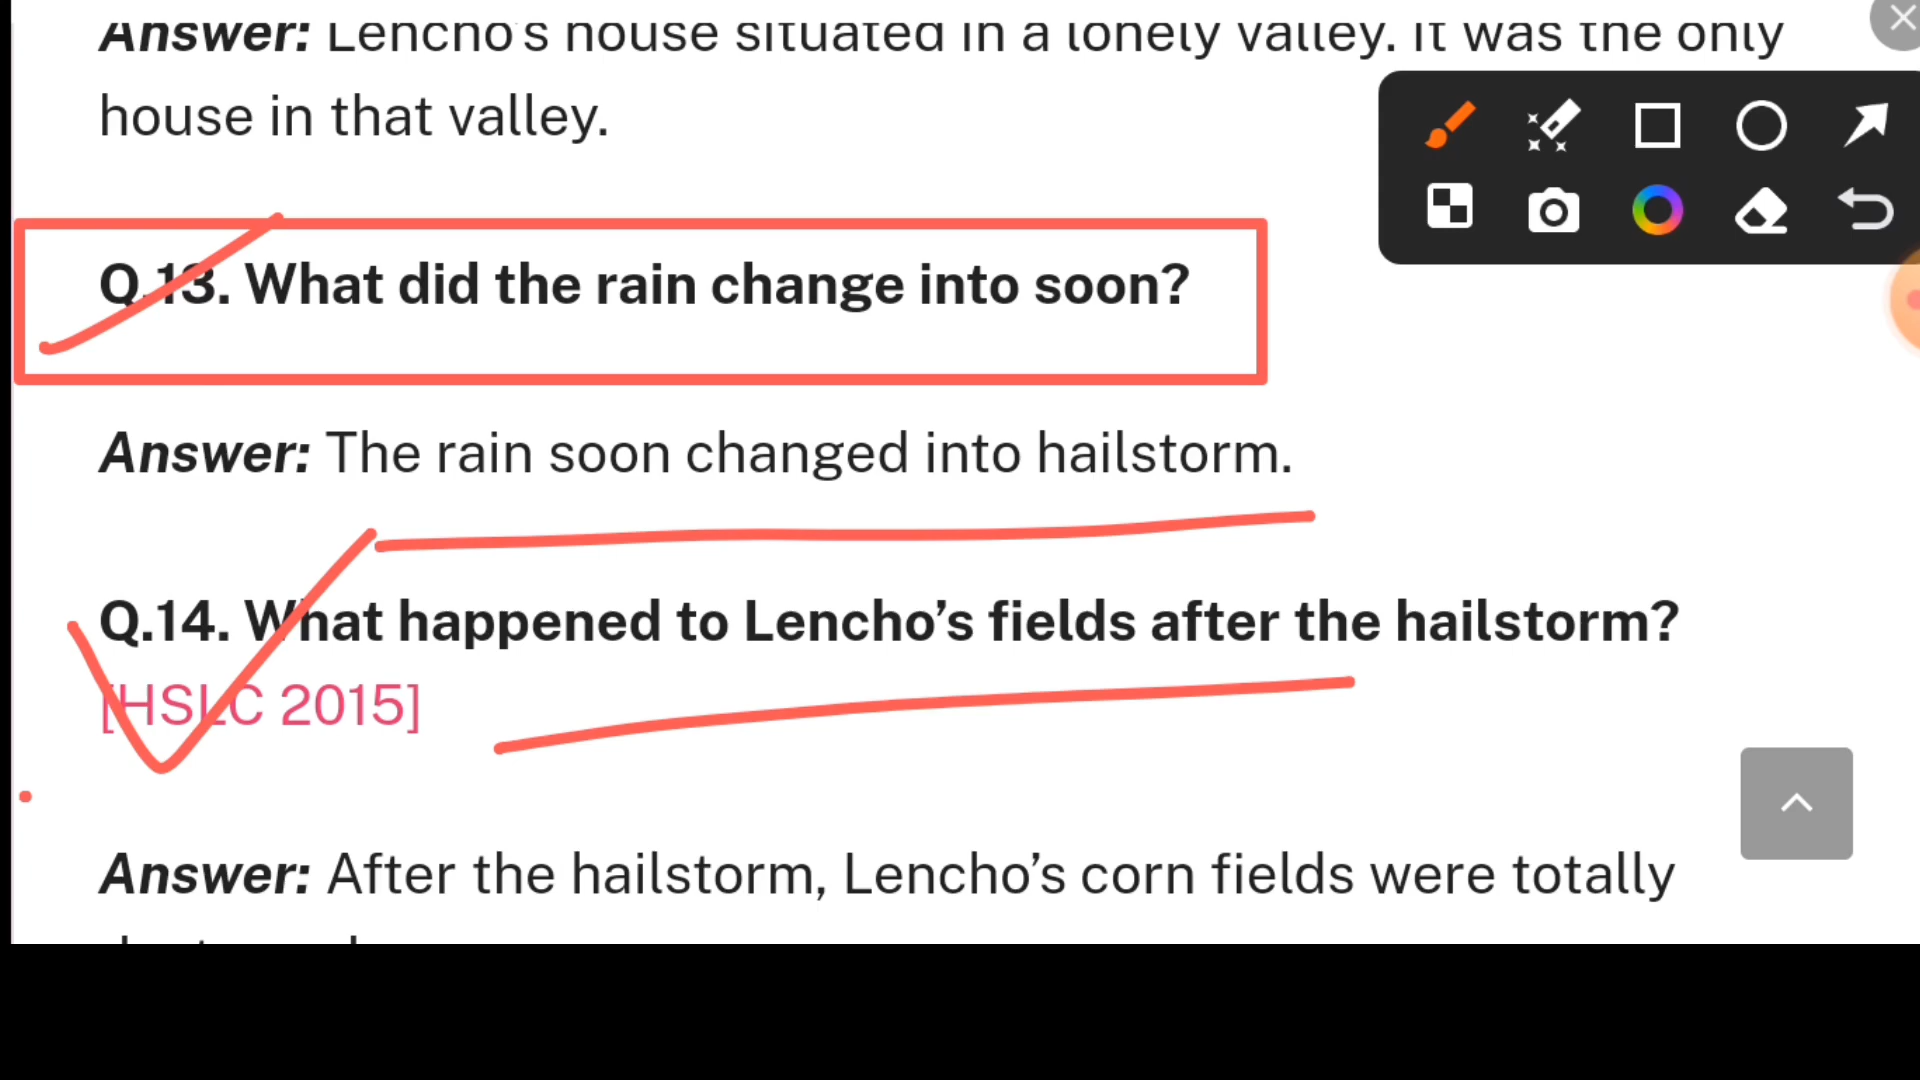 Answer: Lencho's house situated in a lonely valley. It was the only
house in that valley.
Q.13. What did the rain change into soon?
Answer: The rain soon changed into hailstorm.
Q.14. What happened to Lencho’s fields after the hailstorm?
[HSLC 2015]
Answer: After the hailstorm, Lencho’s corn fields were totally